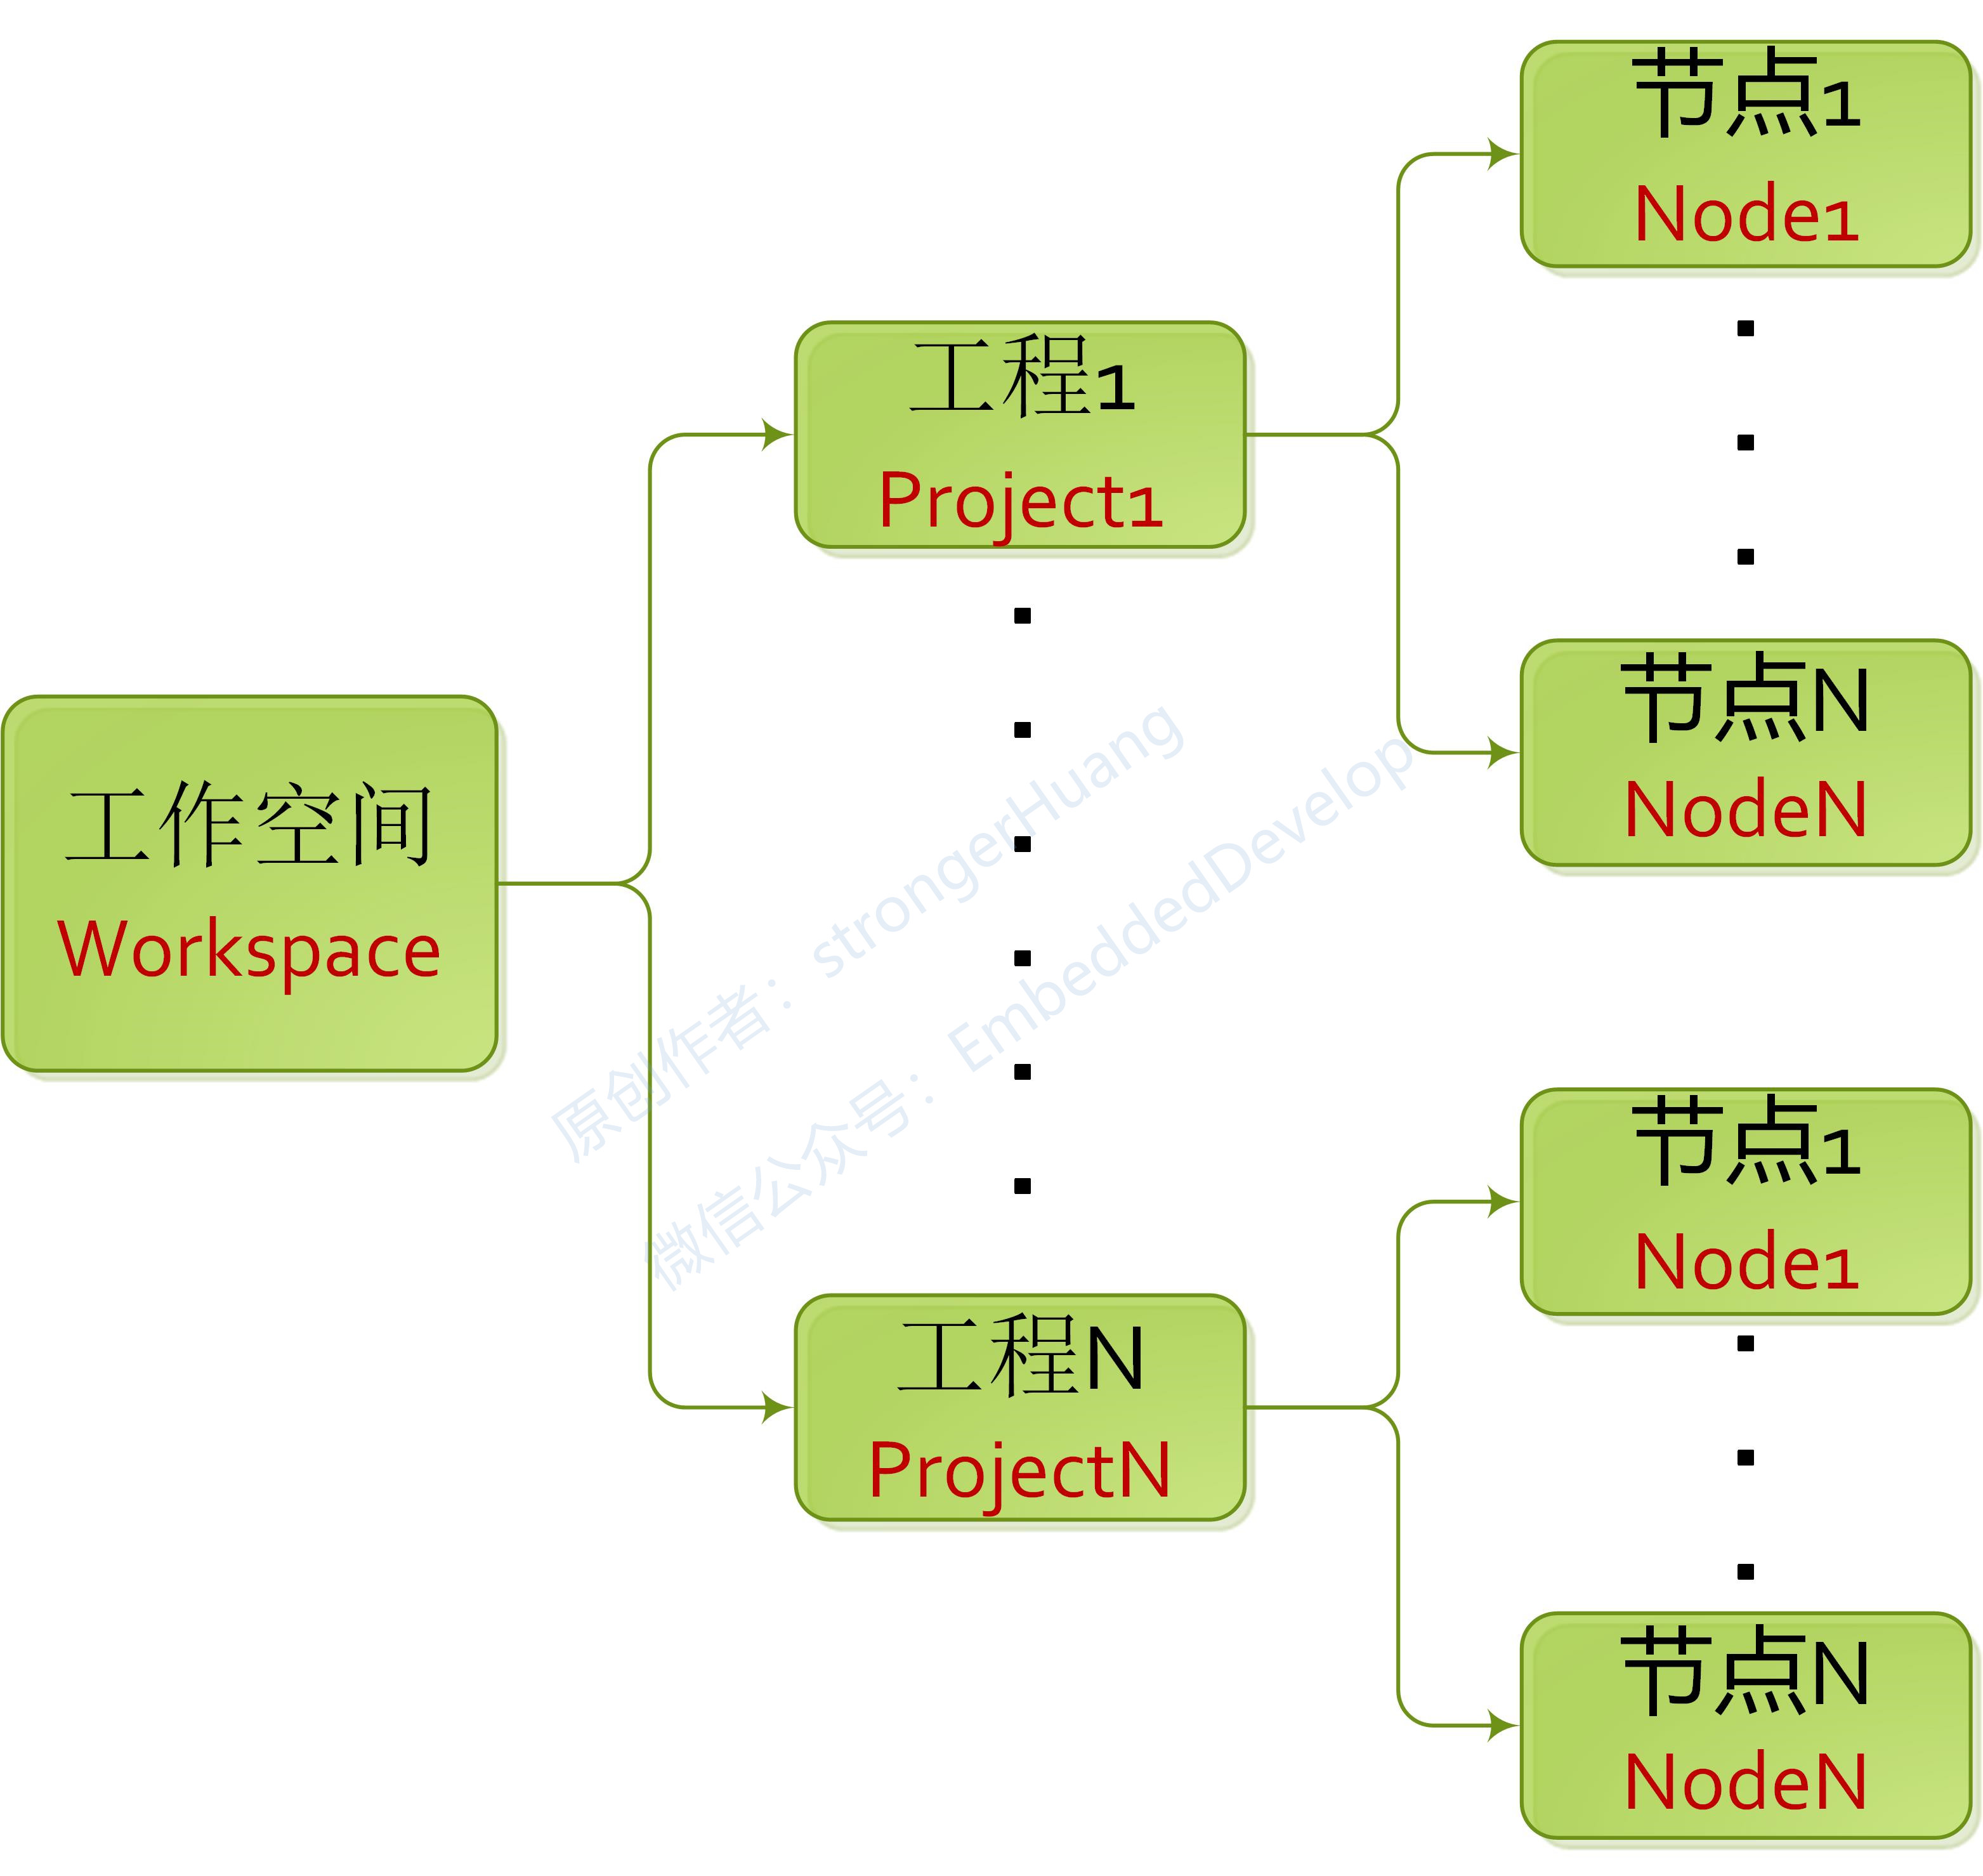 工作空间
Workspace
工程1
Project1
节点1
Node1
节点N
NodeN
工程N
ProjectN
节点1
Node1
节点N
NodeN
原创作者：strongerHuang
微信公众号：EmbeddedDevelop